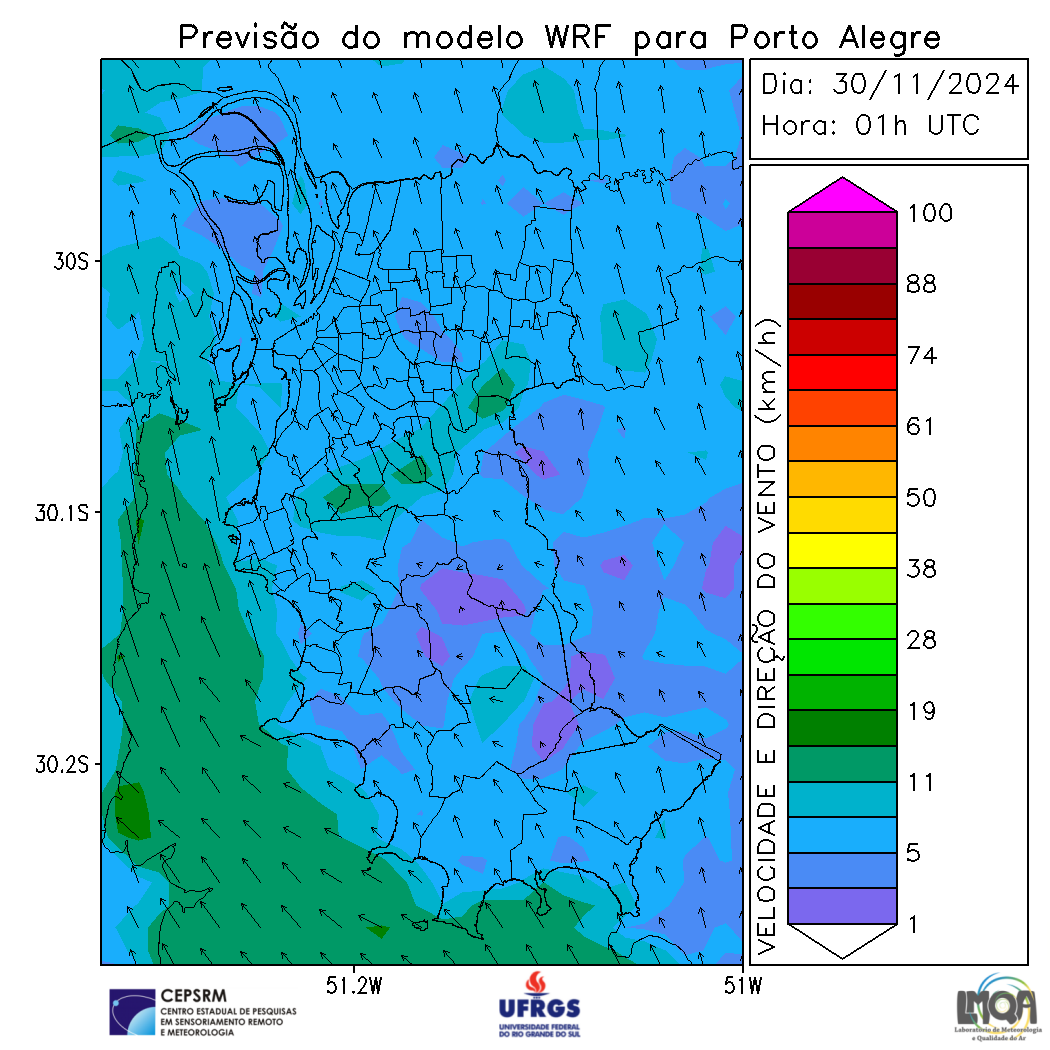 Previsão do modelo WRF para Porto Alegre
Dia: 30/11/2024
Hora: 01h UTC
30S
30.1S
30.2S
51.2W
51W
VELOCIDADE E DIREÇÃO DO VENTO (km/h)
100
88
74
61
50
38
28
19
11
5
1
CEPSRM
CENTRO ESTADUAL DE PESQUISAS
EM SENSORIAMENTO REMOTO
E METEOROLOGIA
UFRGS
UNIVERSIDADE FEDERAL
DO RIO GRANDE DO SUL
LMQA
Laboratório de Meteorologia
e Qualidade do Ar